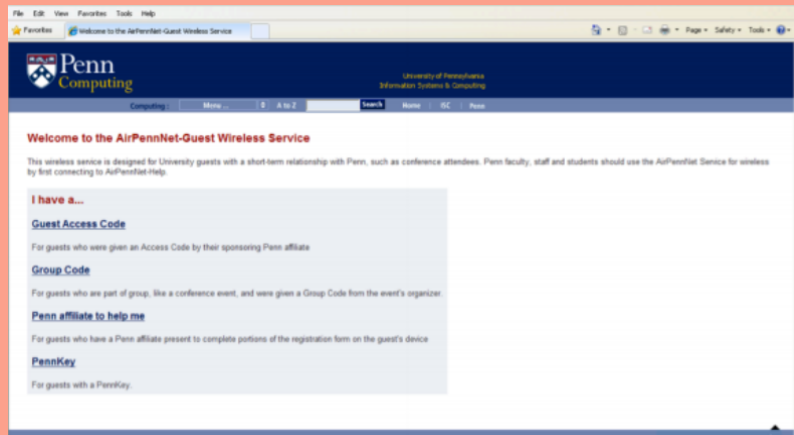 File Edit View Favorites Tools Help
Favorites Welcome to the AirPennNet-Guest Wireless Service Page Safety Tools
Penn
Computing
University of Pennsylvania
Information Systems & Computing
Computing: Menu ... A to Z Search Home | ISC | Penn
Welcome to the AirPennNet-Guest Wireless Service
This wireless service is designed for University guests with a short-term relationship with Penn, such as conference attendees. Penn faculty, staff and students should use the AirPennNet Service for wireless
by first connecting to AirPennNet-Help.
I have a...
Guest Access Code
For guests who were given an Access Code by their sponsoring Penn affiliate
Group Code
For guests who are part of group, like a conference event, and were given a Group Code from the event's organizer.
Penn affiliate to help me
For guests who have a Penn affiliate present to complete portions of the registration form on the guest's device
PennKey
For guests with a PennKey.